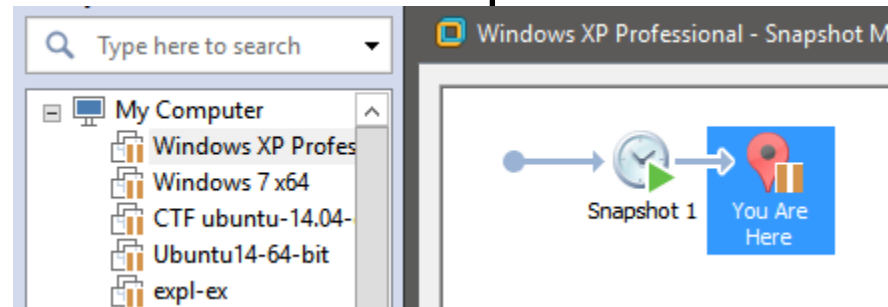 Type here to search
Windows XP Professional - Snapshot M
My Computer
Windows XP Profes
Windows 7 x64
CTF ubuntu-14.04-
Ubuntu14-64-bit
expl-ex
Snapshot 1
You Are
Here